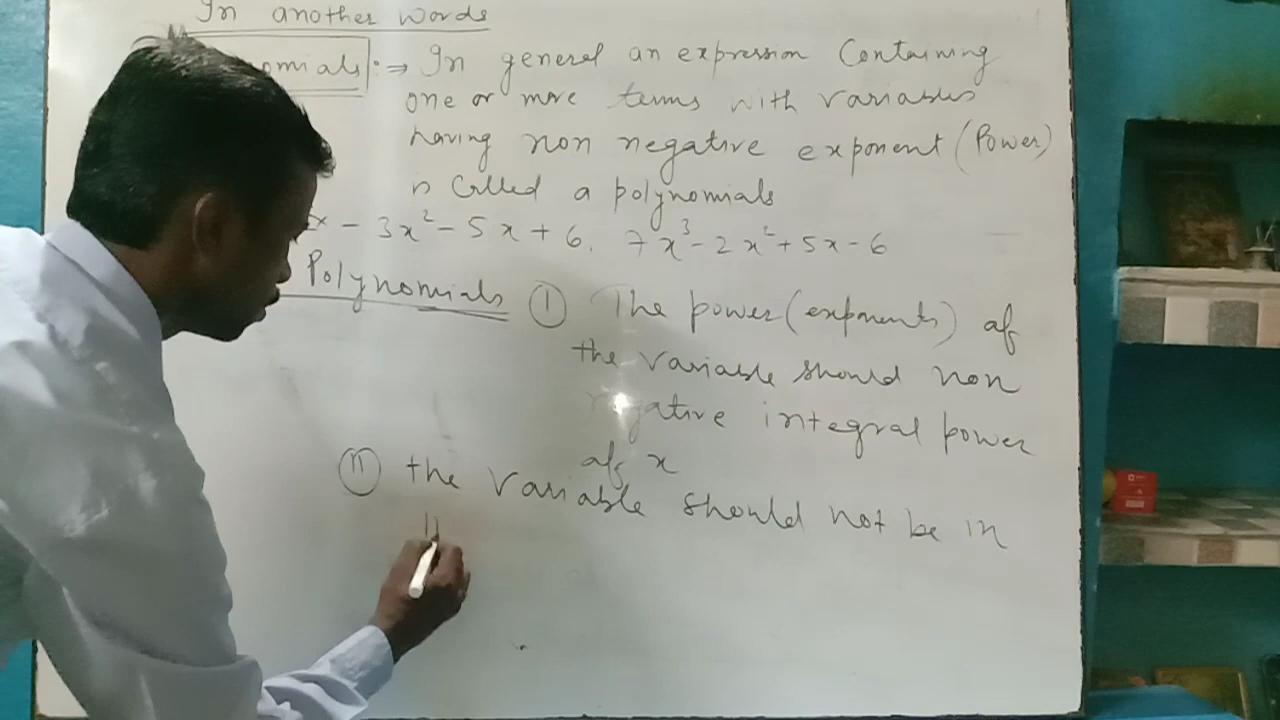 In another words
omials :⇒ In general an expression Containing
one or more terms with variables
having non negative exponent (Power)
is Called a polynomials
x - 3x² - 5x + 6, 7x³ - 2x² + 5x - 6
Polynomials ① The power (exponents) of
the variable should non
negative integral power
of x
(II) the variable should not be in